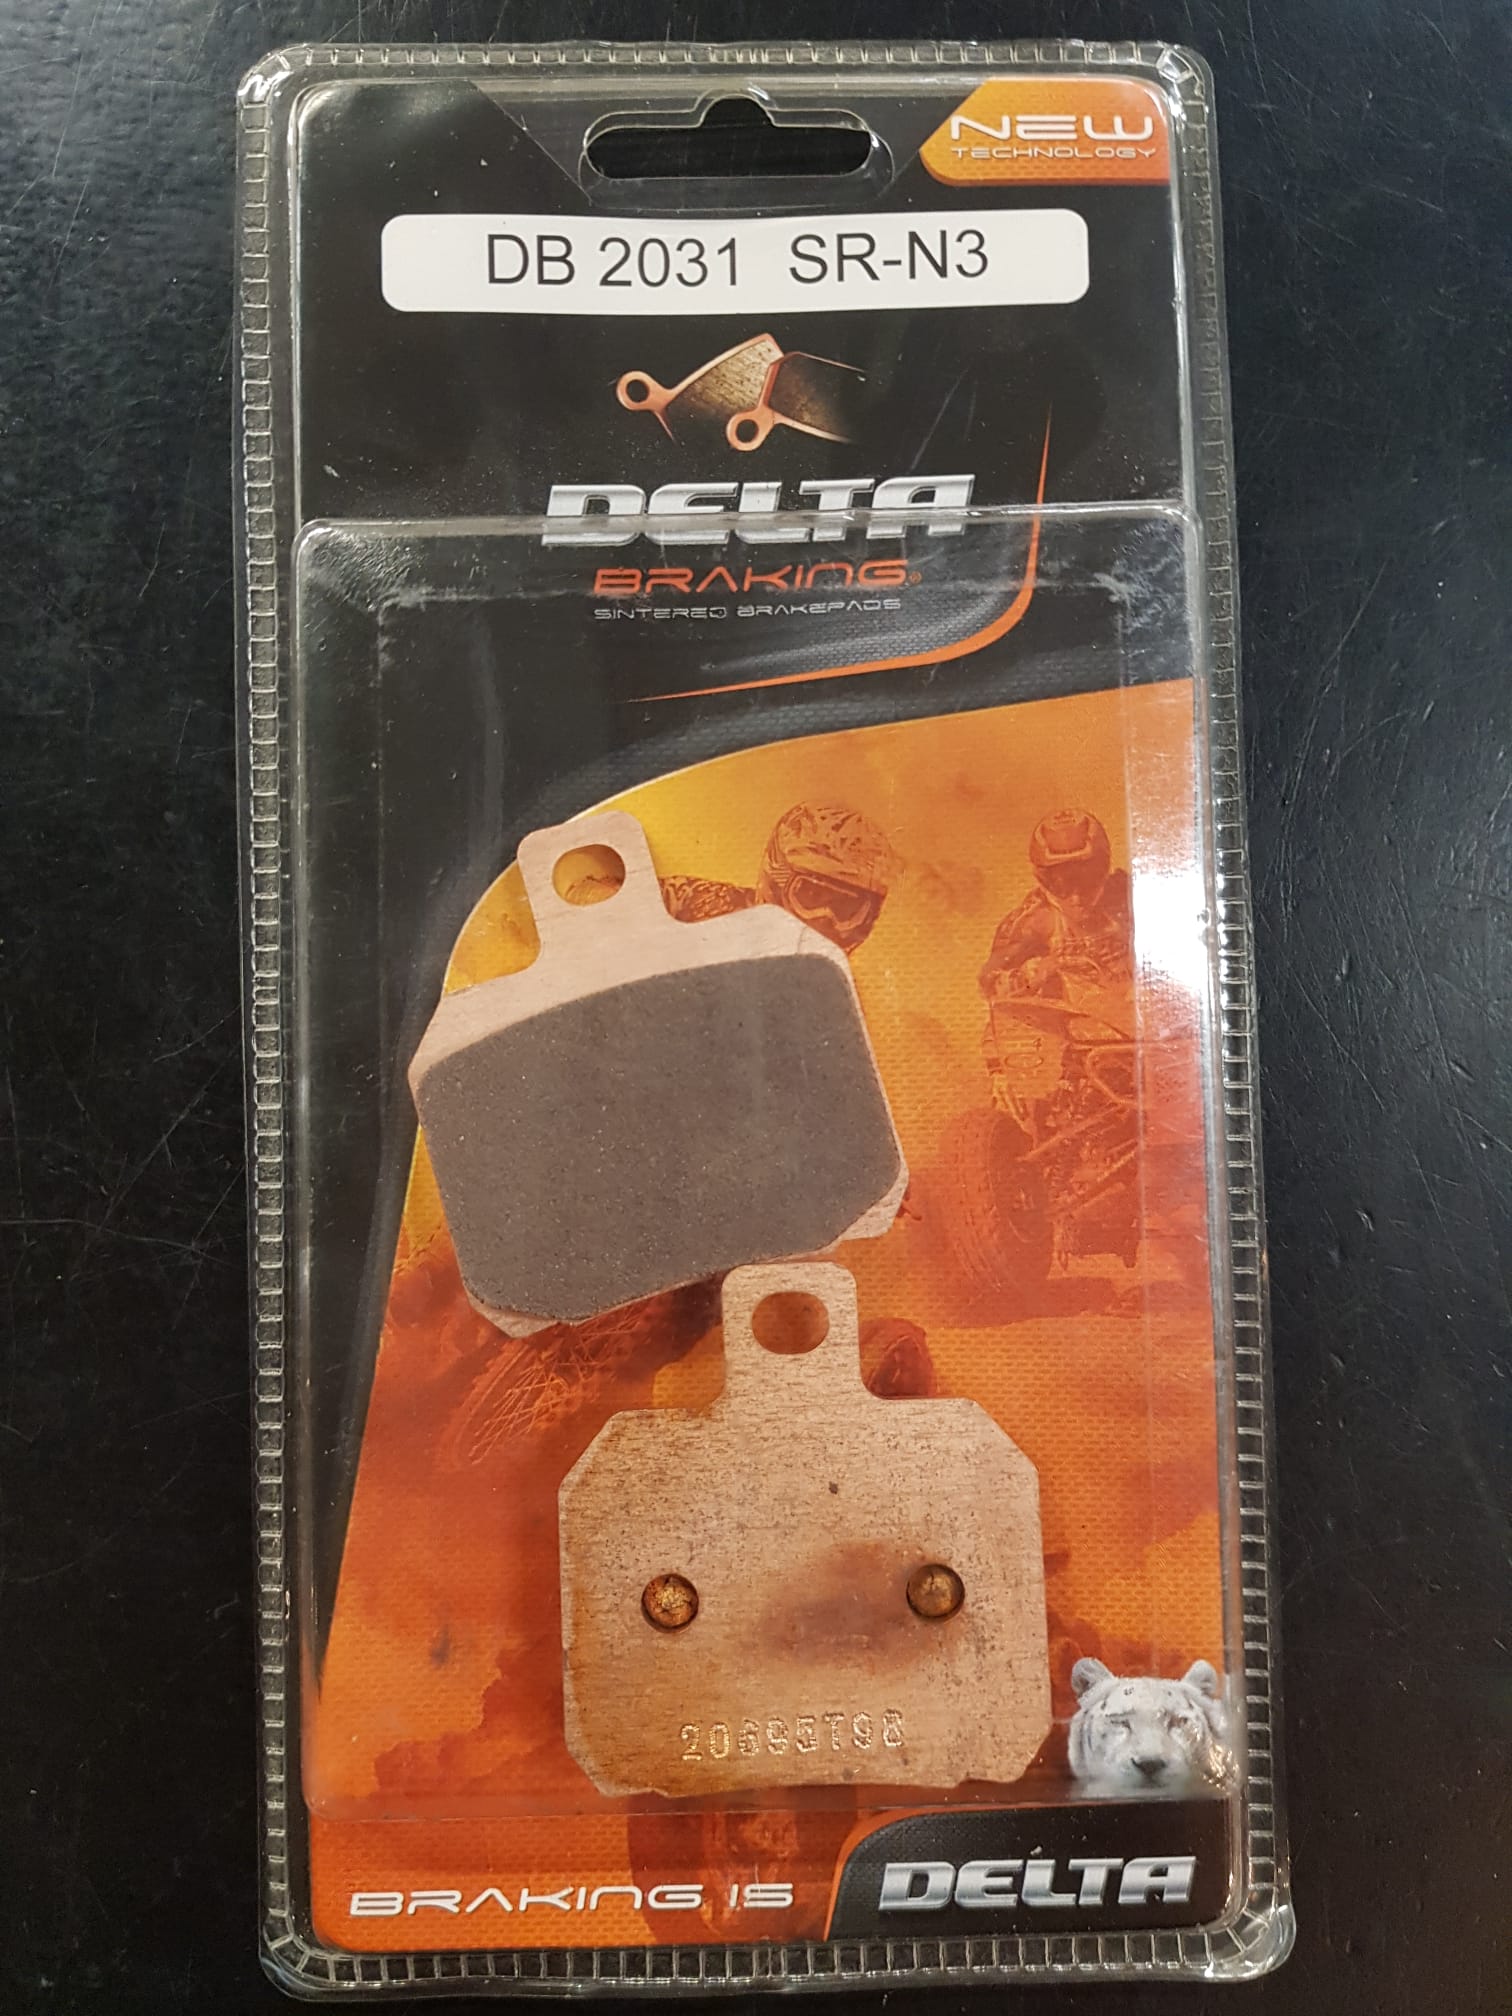 NEW
TECHNOLOGY
DB 2031 SR-N3
DELTA
BRAKING®
SINTERED BRAKEPADS
20695T98
BRAKING IS
DELTA